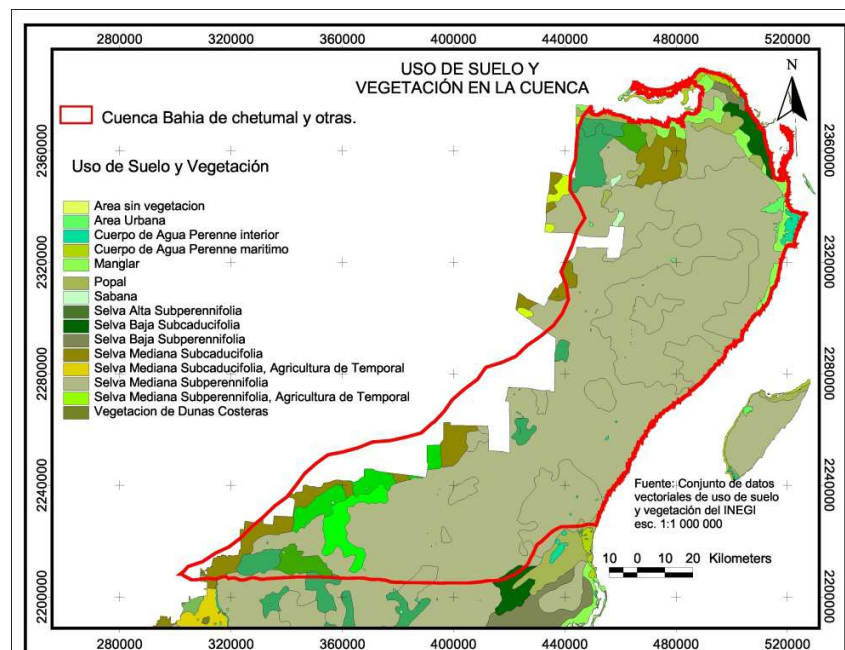 280000 320000 360000 400000 440000 480000 520000
USO DE SUELO Y
VEGETACIÓN EN LA CUENCA
N
Cuenca Bahia de chetumal y otras.
Uso de Suelo y Vegetación
Area sin vegetacion
Area Urbana
Cuerpo de Agua Perenne interior
Cuerpo de Agua Perenne maritimo
Manglar
Popal
Sabana
Selva Alta Subperennifolia
Selva Baja Subcaducifolia
Selva Baja Subperennifolia
Selva Mediana Subcaducifolia
Selva Mediana Subcaducifolia, Agricultura de Temporal
Selva Mediana Subperennifolia
Selva Mediana Subperennifolia, Agricultura de Temporal
Vegetacion de Dunas Costeras
2360000
2320000
2280000
2240000
2200000
2360000
2320000
2280000
2240000
2200000
Fuente: Conjunto de datos
vectoriales de uso de suelo
y vegetación del INEGI
esc. 1:1 000 000
10 0 10 20 Kilometers
280000 320000 360000 400000 440000 480000 520000